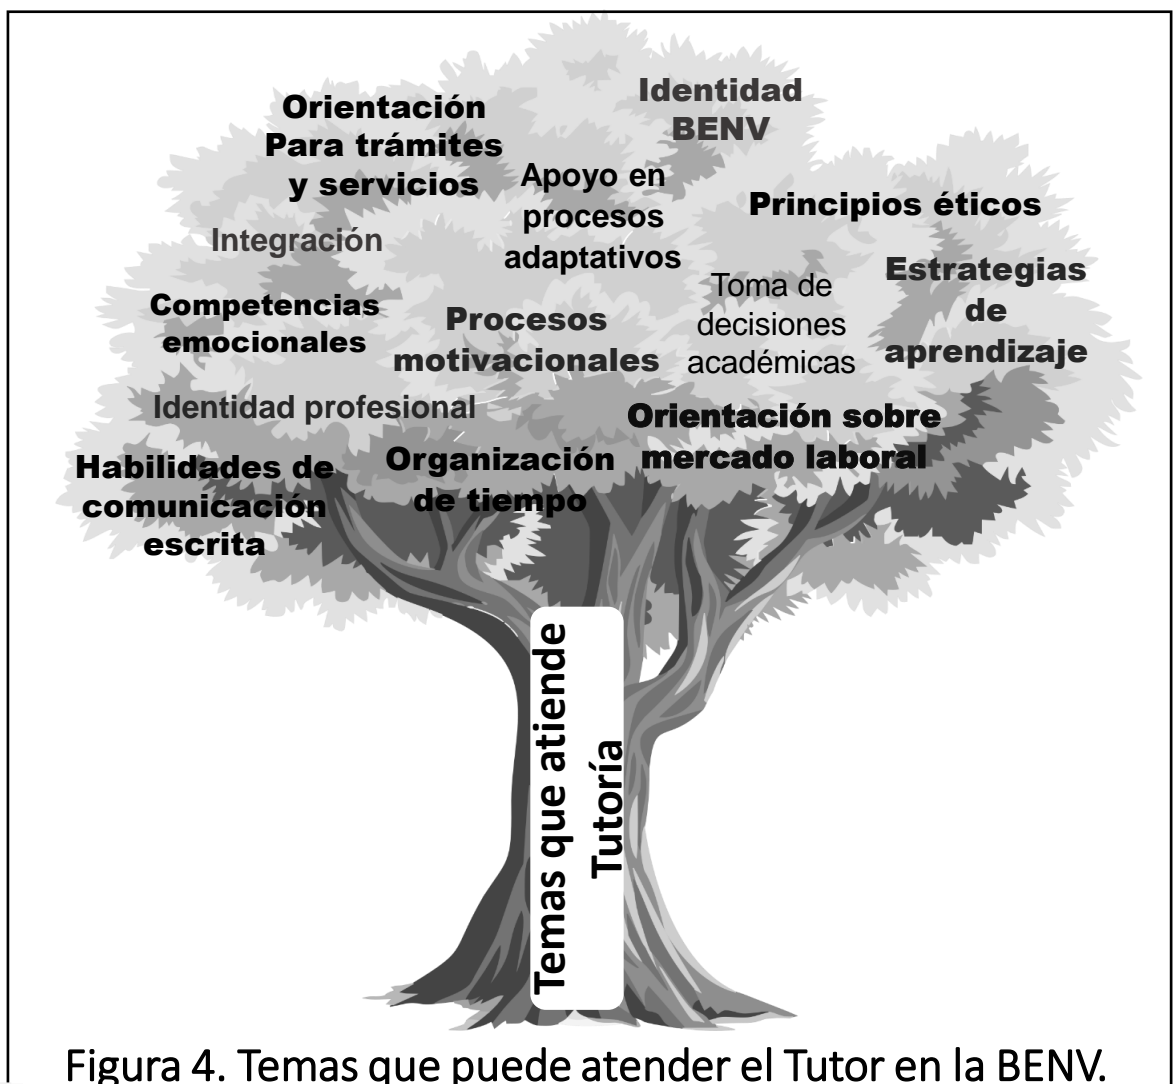 Orientación
Para trámites
y servicios
Identidad
BENV
Apoyo en
procesos
adaptativos
Principios éticos
Integración
Estrategias
de
aprendizaje
Toma de
decisiones
académicas
Competencias
emocionales
Procesos
motivacionales
Identidad profesional
Orientación sobre
mercado laboral
Habilidades de
comunicación
escrita
Organización
de tiempo
Temas que atiende
Tutoría
Figura 4. Temas que puede atender el Tutor en la BENV.